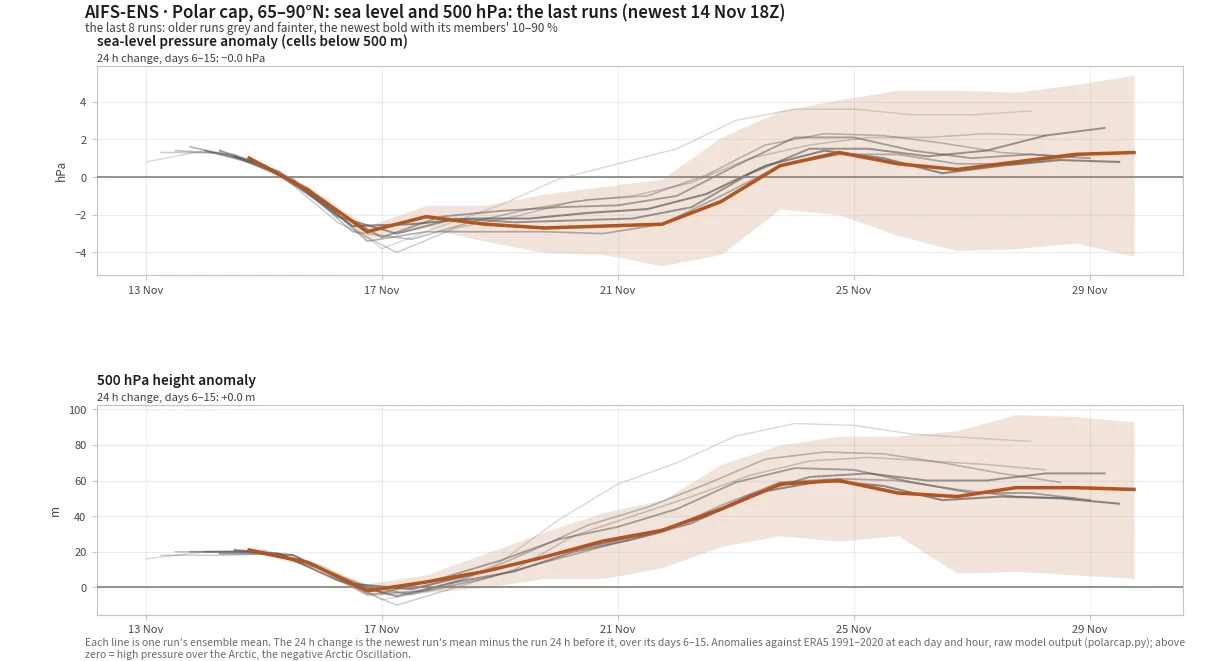 AIFS-ENS · Polar cap, 65–90°N: sea level and 500 hPa: the last runs (newest 14 Nov 18Z)
the last 8 runs: older runs grey and fainter, the newest bold with its members' 10–90 %
sea-level pressure anomaly (cells below 500 m)
24 h change, days 6–15: −0.0 hPa
4
2
0
−2
−4
hPa
13 Nov
17 Nov
21 Nov
25 Nov
29 Nov
500 hPa height anomaly
24 h change, days 6–15: +0.0 m
100
80
60
40
20
0
m
13 Nov
17 Nov
21 Nov
25 Nov
29 Nov
Each line is one run's ensemble mean. The 24 h change is the newest run's mean minus the run 24 h before it, over its days 6–15. Anomalies against ERA5 1991–2020 at each day and hour, raw model output (polarcap.py); above
zero = high pressure over the Arctic, the negative Arctic Oscillation.